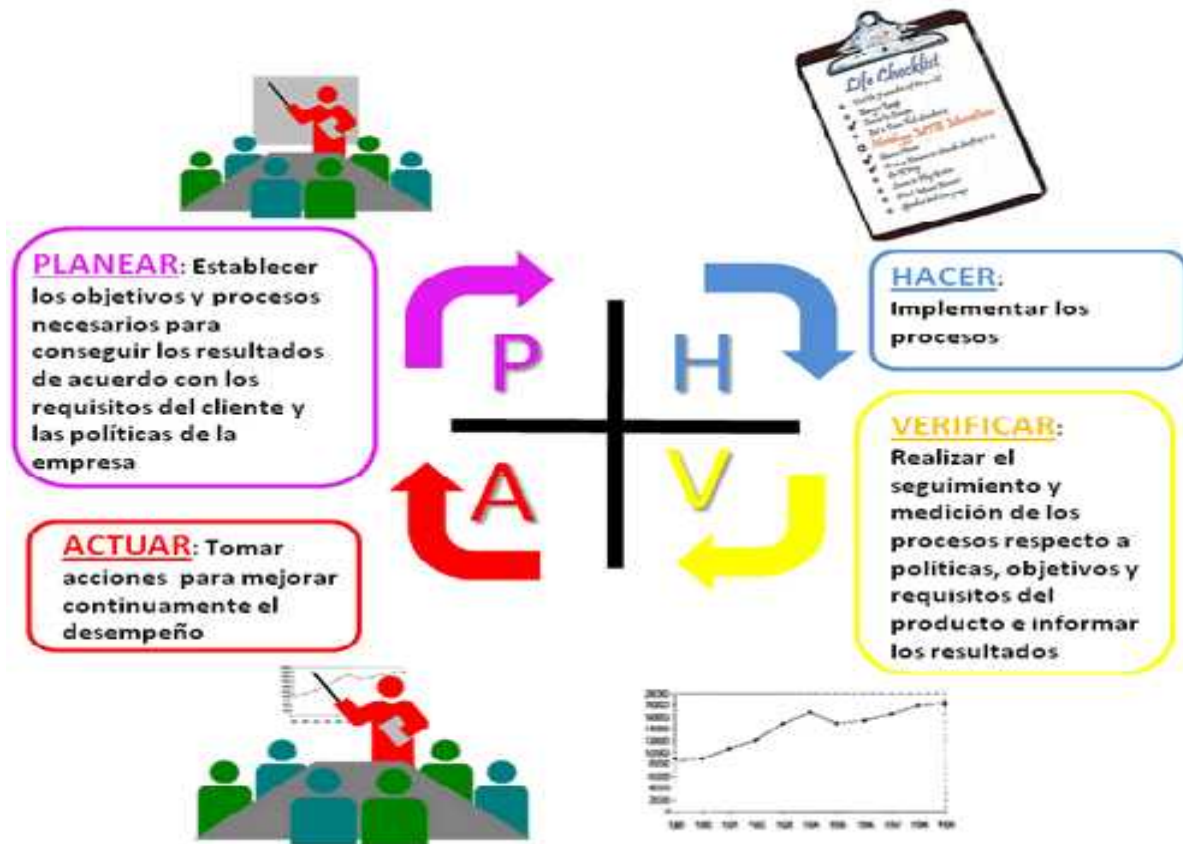 Life Checklist
PLANEAR: Establecer
los objetivos y procesos
necesarios para
conseguir los resultados
de acuerdo con los
requisitos del cliente y
las políticas de la
empresa
P
H
HACER:
Implementar los
procesos
A
V
VERIFICAR:
Realizar el
seguimiento y
medición de los
procesos respecto a
políticas, objetivos y
requisitos del
producto e informar
los resultados
ACTUAR: Tomar
acciones para mejorar
continuamente el
desempeño